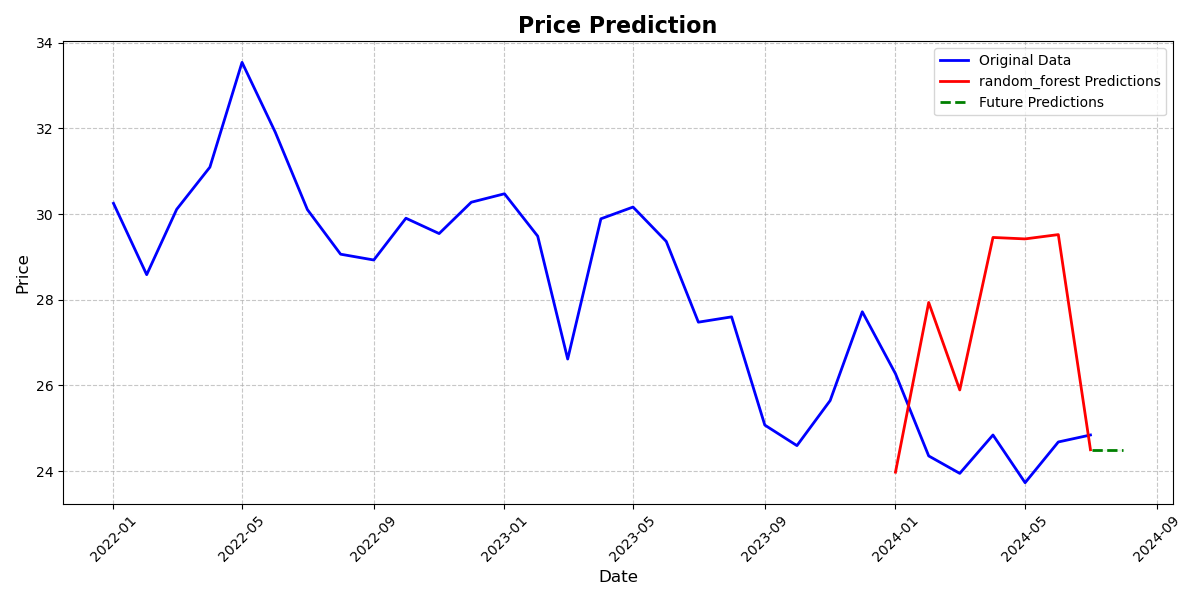 Price Prediction
Original Data
random_forest Predictions
Future Predictions
Price
34
32
30
28
26
24
2022-01
2022-05
2022-09
2023-01
2023-05
2023-09
2024-01
2024-05
2024-09
Date